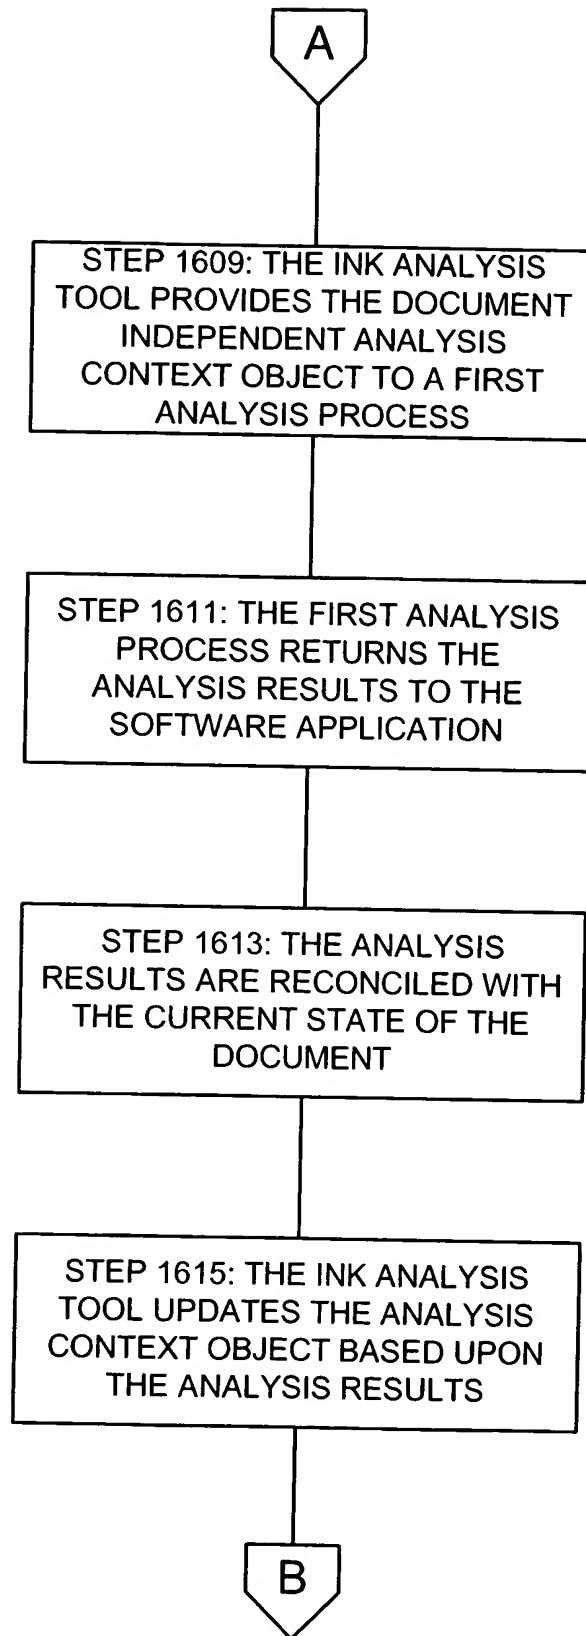 A
STEP 1609: THE INK ANALYSIS
TOOL PROVIDES THE DOCUMENT
INDEPENDENT ANALYSIS
CONTEXT OBJECT TO A FIRST
ANALYSIS PROCESS
STEP 1611: THE FIRST ANALYSIS
PROCESS RETURNS THE
ANALYSIS RESULTS TO THE
SOFTWARE APPLICATION
STEP 1613: THE ANALYSIS
RESULTS ARE RECONCILED WITH
THE CURRENT STATE OF THE
DOCUMENT
STEP 1615: THE INK ANALYSIS
TOOL UPDATES THE ANALYSIS
CONTEXT OBJECT BASED UPON
THE ANALYSIS RESULTS
B